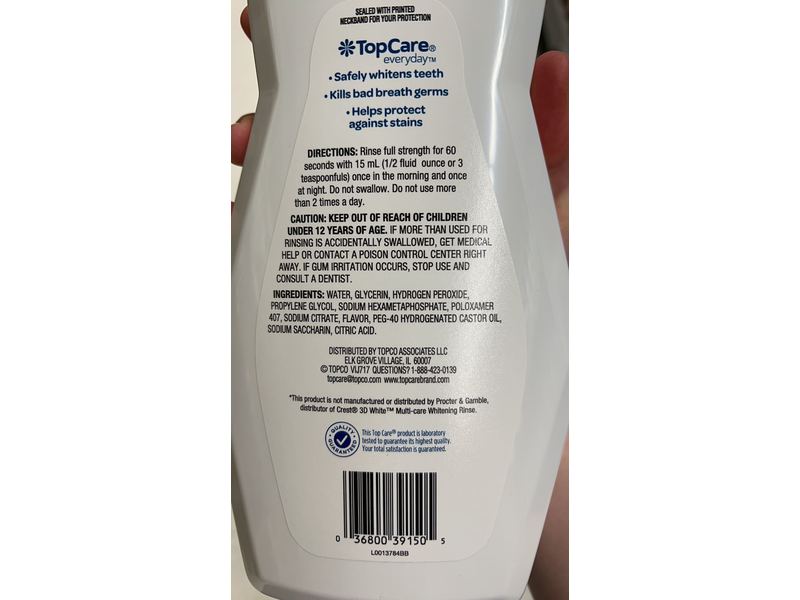 SEALED WITH PRINTED
NECKBAND FOR YOUR PROTECTION
TopCare®
everyday™
• Safely whitens teeth
• Kills bad breath germs
• Helps protect
against stains
DIRECTIONS: Rinse full strength for 60
seconds with 15 mL (1/2 fluid ounce or 3
teaspoonfuls) once in the morning and once
at night. Do not swallow. Do not use more
than 2 times a day.
CAUTION: KEEP OUT OF REACH OF CHILDREN
UNDER 12 YEARS OF AGE. IF MORE THAN USED FOR
RINSING IS ACCIDENTALLY SWALLOWED, GET MEDICAL
HELP OR CONTACT A POISON CONTROL CENTER RIGHT
AWAY. IF GUM IRRITATION OCCURS, STOP USE AND
CONSULT A DENTIST.
INGREDIENTS: WATER, GLYCERIN, HYDROGEN PEROXIDE,
PROPYLENE GLYCOL, SODIUM HEXAMETAPHOSPHATE, POLOXAMER
407, SODIUM CITRATE, FLAVOR, PEG-40 HYDROGENATED CASTOR OIL,
SODIUM SACCHARIN, CITRIC ACID.
DISTRIBUTED BY TOPCO ASSOCIATES LLC
ELK GROVE VILLAGE, IL 60007
© TOPCO VIJ717 QUESTIONS? 1-888-423-0139
topcare@topco.com www.topcarebrand.com
*This product is not manufactured or distributed by Procter & Gamble,
distributor of Crest® 3D White™ Multi-care Whitening Rinse.
QUALITY GUARANTEED
This Top Care® product is laboratory
tested to guarantee its highest quality.
Your total satisfaction is guaranteed.
0 36800 39150 5
L0013784BB